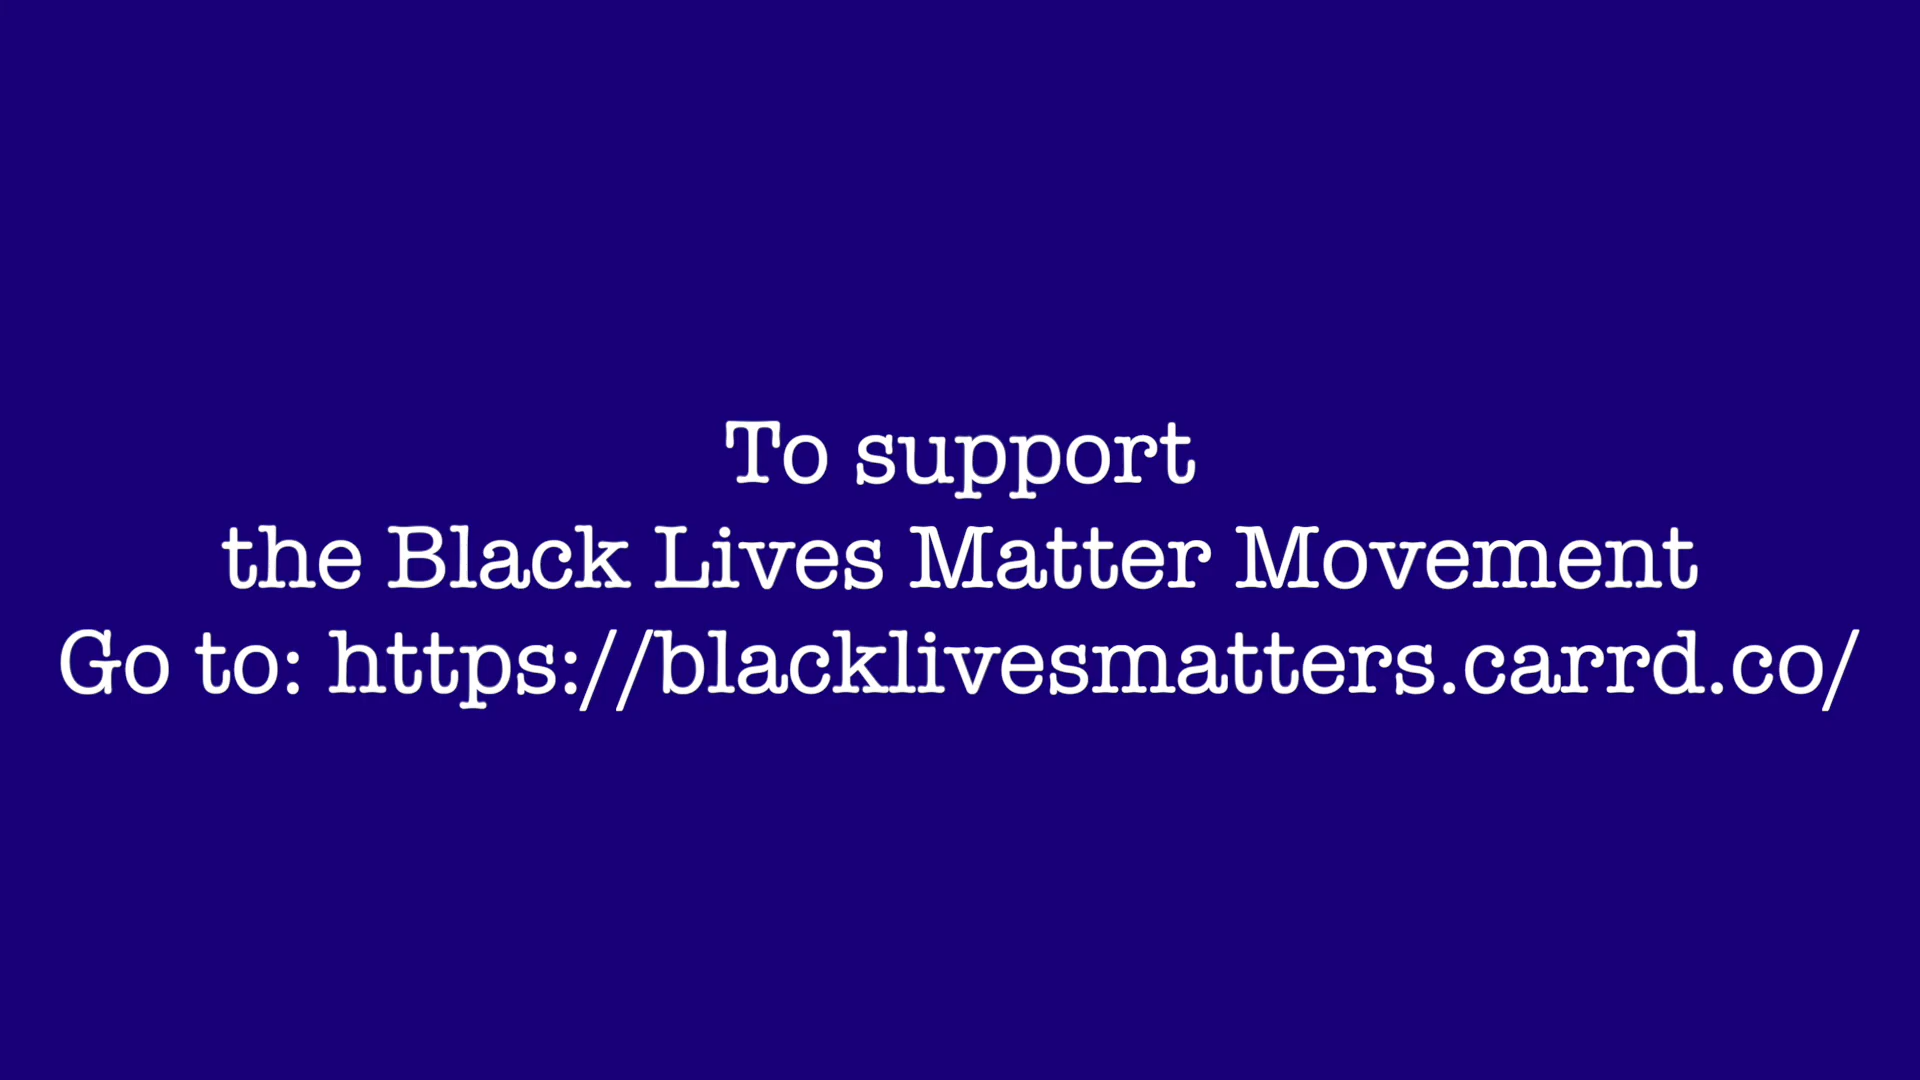 To support
the Black Lives Matter Movement
Go to: https://blacklivesmatters.carrd.co/